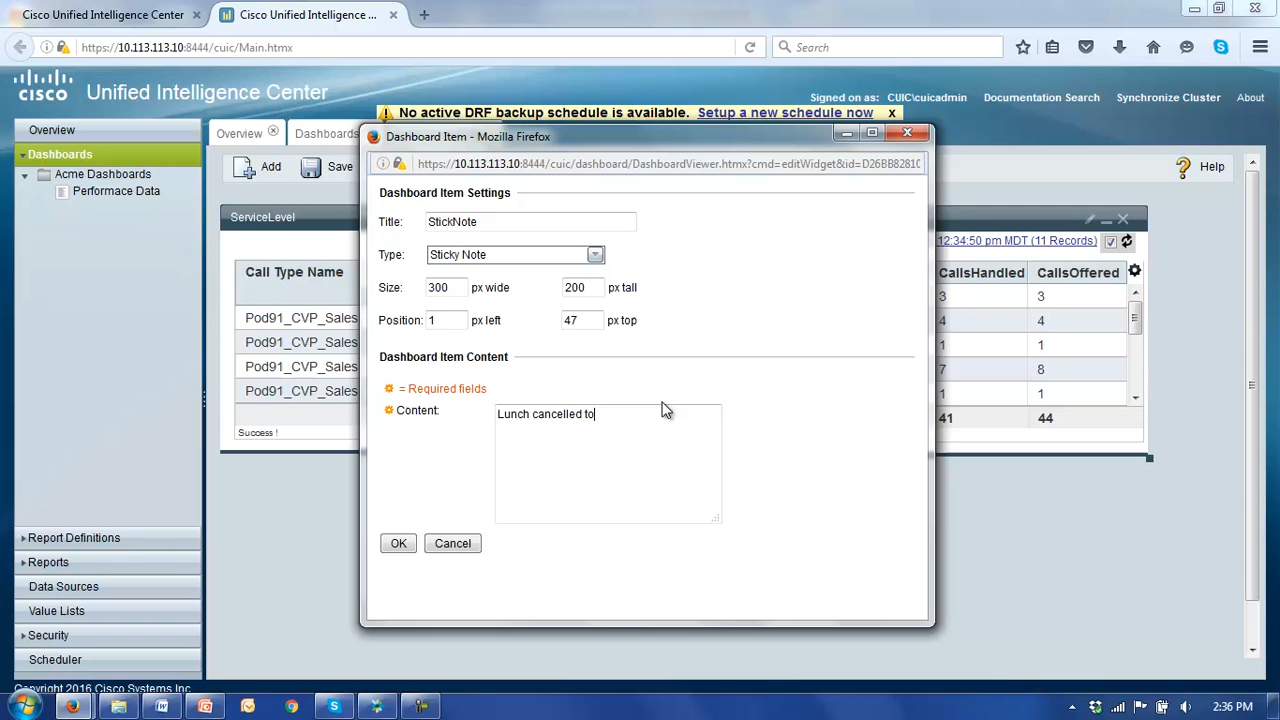 Cisco Unified Intelligence Center
Cisco Unified Intelligence ...
https://10.113.113.10:8444/cuic/Main.htmx
Search
CISCO
Unified Intelligence Center
No active DRF backup schedule is available. Setup a new schedule now x
Signed on as: CUIC\cuicadmin
Documentation Search
Synchronize Cluster
About
Overview
Dashboards
Acme Dashboards
Performace Data
Report Definitions
Reports
Data Sources
Value Lists
Security
Scheduler
Copyright 2016 Cisco Systems Inc
Overview
Dashboards
Add
Save
Help
ServiceLevel
Call Type Name
Pod91_CVP_Sales
Pod91_CVP_Sales
Pod91_CVP_Sales
Pod91_CVP_Sales
Success !
12:34:50 pm MDT (11 Records)
CallsHandled CallsOffered
3 3
4 4
1 1
7 8
1 1
41 44
Dashboard Item - Mozilla Firefox
https://10.113.113.10:8444/cuic/dashboard/DashboardViewer.htmx?cmd=editWidget&id=D26BB82810
Dashboard Item Settings
Title: StickNote
Type: Sticky Note
Size: 300 px wide 200 px tall
Position: 1 px left 47 px top
Dashboard Item Content
= Required fields
Content: Lunch cancelled to
OK Cancel
2:36 PM